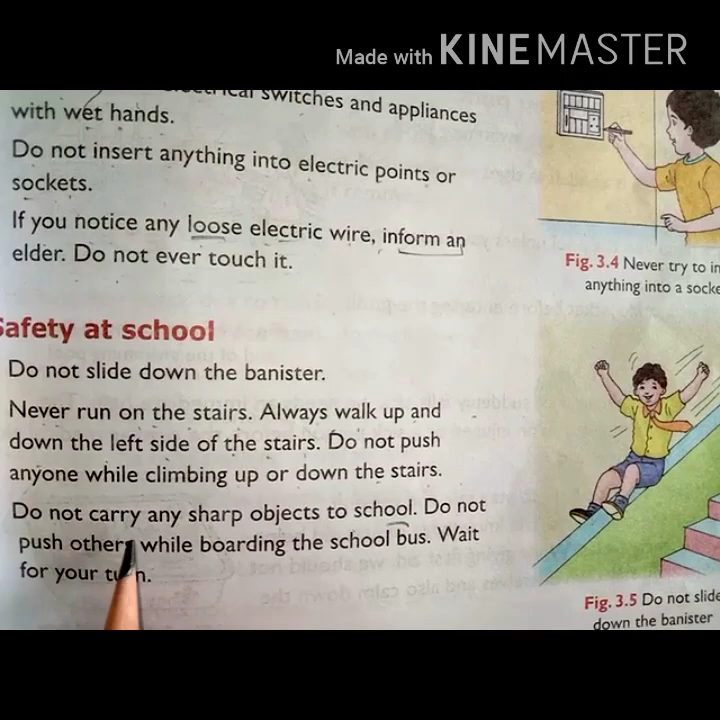 Made with KINEMASTER
electrical switches and appliances
with wet hands.
Do not insert anything into electric points or
sockets.
If you notice any loose electric wire, inform an
elder. Do not ever touch it.
Safety at school
Do not slide down the banister.
Never run on the stairs. Always walk up and
down the left side of the stairs. Do not push
anyone while climbing up or down the stairs.
Do not carry any sharp objects to school. Do not
push others while boarding the school bus. Wait
for your turn.
Fig. 3.4 Never try to in
anything into a socke
Fig. 3.5 Do not slide
down the banister